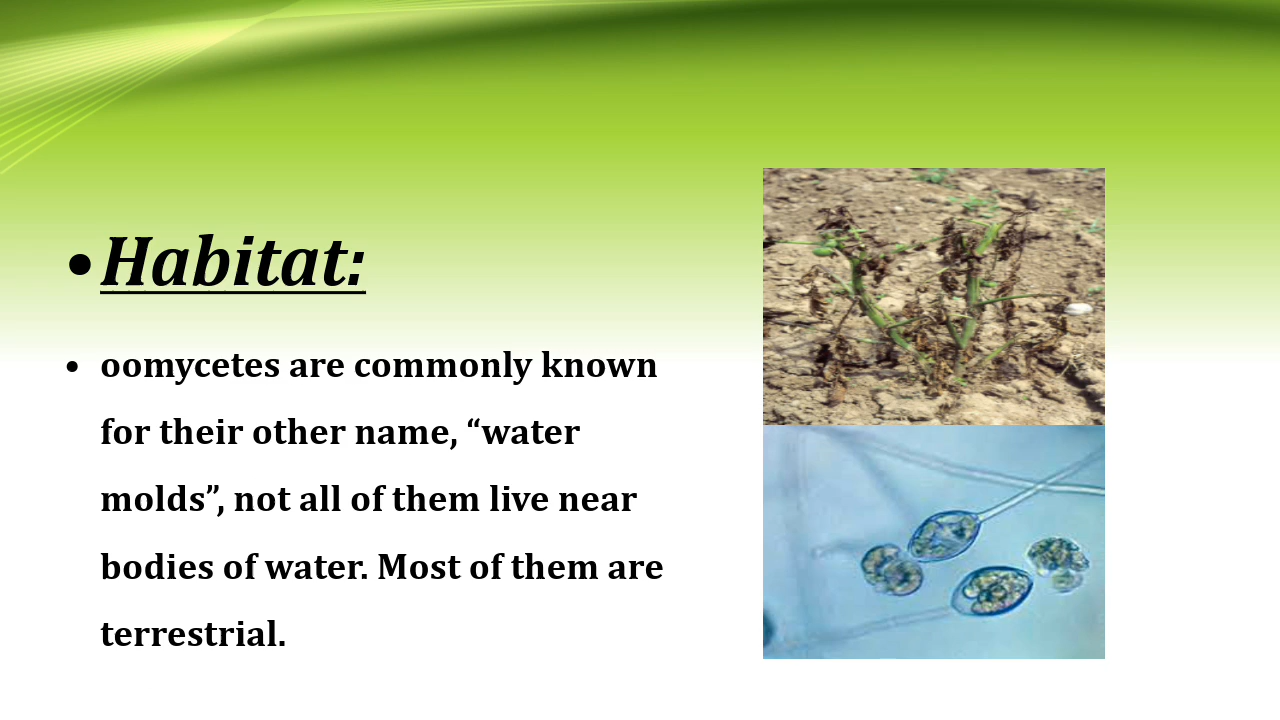 •Habitat:
• oomycetes are commonly known
for their other name, “water
molds”, not all of them live near
bodies of water. Most of them are
terrestrial.